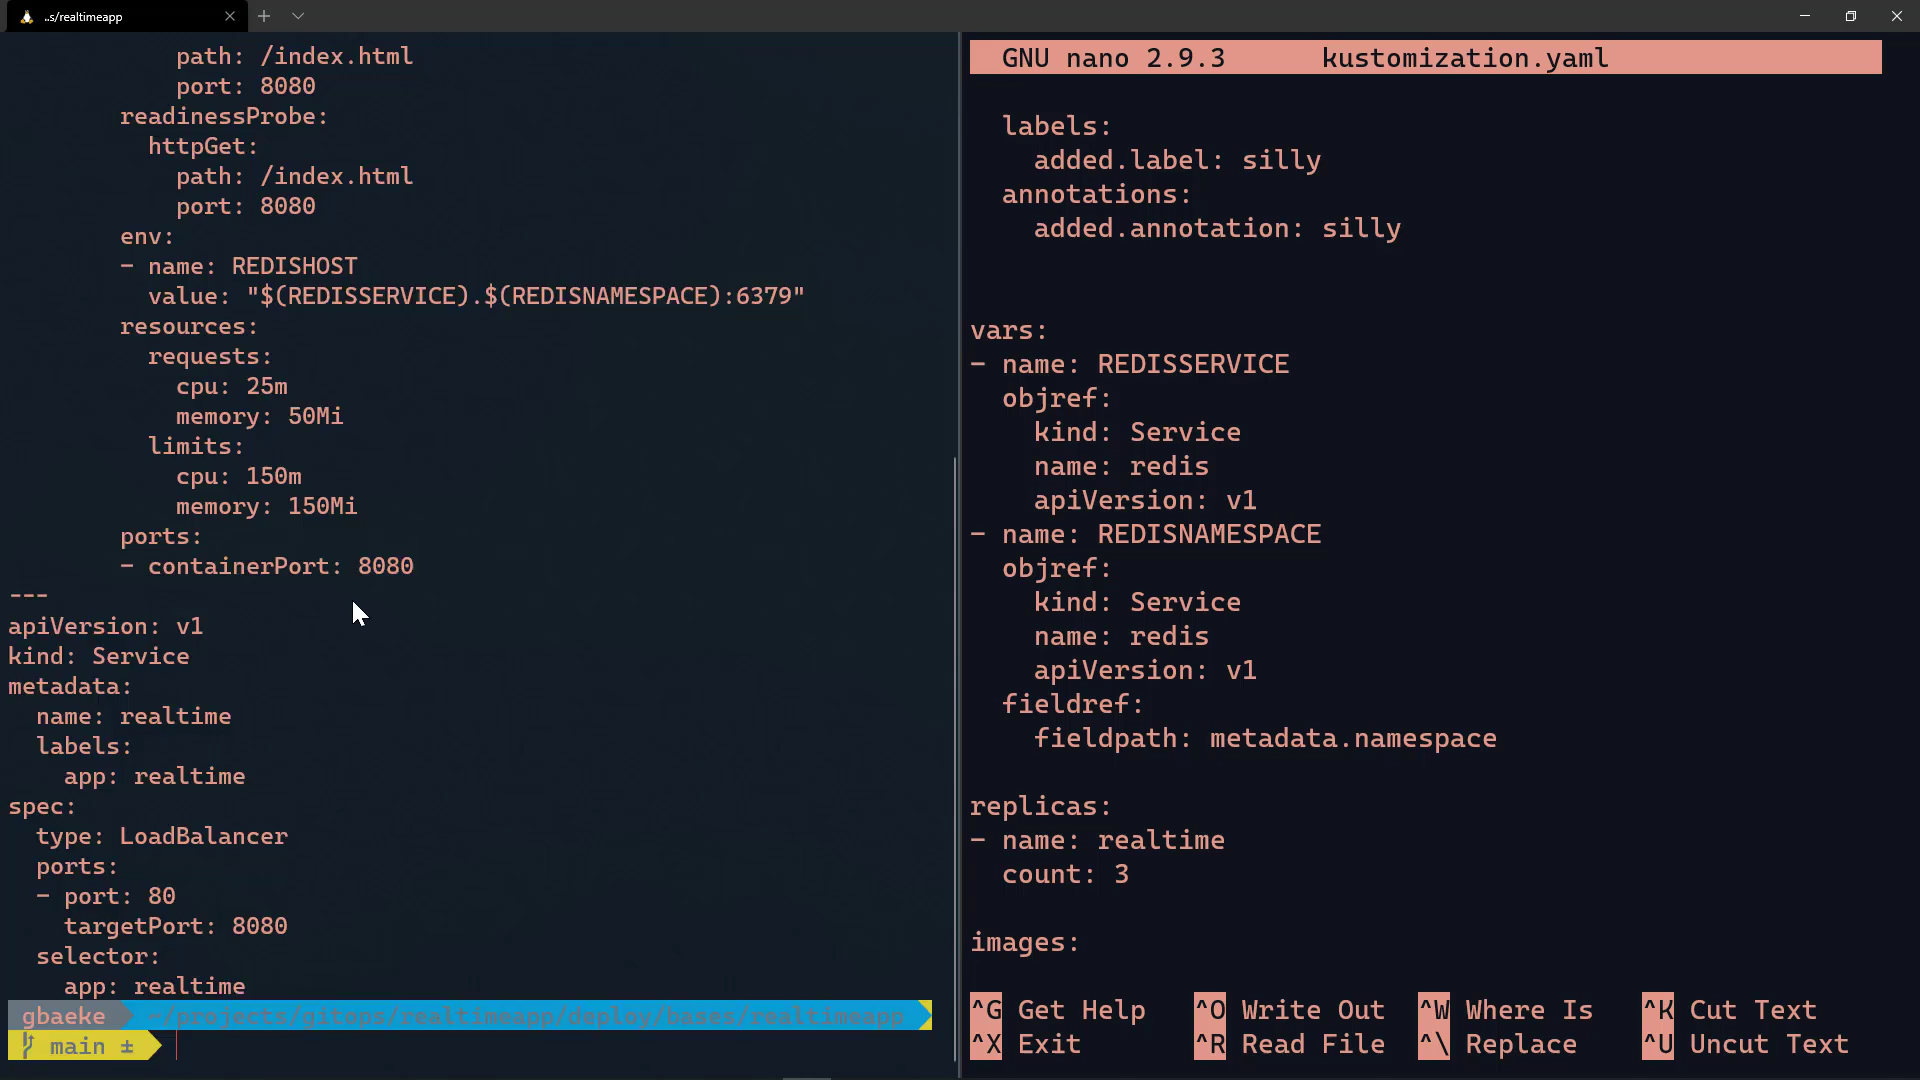 ..s/realtimeapp
path: /index.html
port: 8080
readinessProbe:
httpGet:
path: /index.html
port: 8080
env:
- name: REDISHOST
value: "$(REDISSERVICE).$(REDISNAMESPACE):6379"
resources:
requests:
cpu: 25m
memory: 50Mi
limits:
cpu: 150m
memory: 150Mi
ports:
- containerPort: 8080
---
apiVersion: v1
kind: Service
metadata:
name: realtime
labels:
app: realtime
spec:
type: LoadBalancer
ports:
- port: 80
targetPort: 8080
selector:
app: realtime
gbaeke ~/projects/gitops/realtimeapp/deploy/bases/realtimeapp
main ±
GNU nano 2.9.3 kustomization.yaml
labels:
added.label: silly
annotations:
added.annotation: silly
vars:
- name: REDISSERVICE
objref:
kind: Service
name: redis
apiVersion: v1
- name: REDISNAMESPACE
objref:
kind: Service
name: redis
apiVersion: v1
fieldref:
fieldpath: metadata.namespace
replicas:
- name: realtime
count: 3
images:
^G Get Help ^O Write Out ^W Where Is ^K Cut Text
^X Exit ^R Read File ^\ Replace ^U Uncut Text